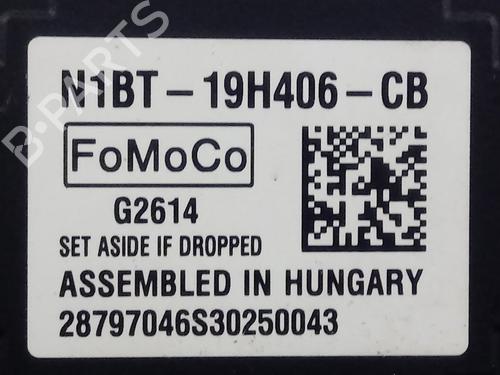 N1BT-19H406-CB
FoMoCo
G2614
SET ASIDE IF DROPPED
ASSEMBLED IN HUNGARY
28797046S30250043
B-PARTS